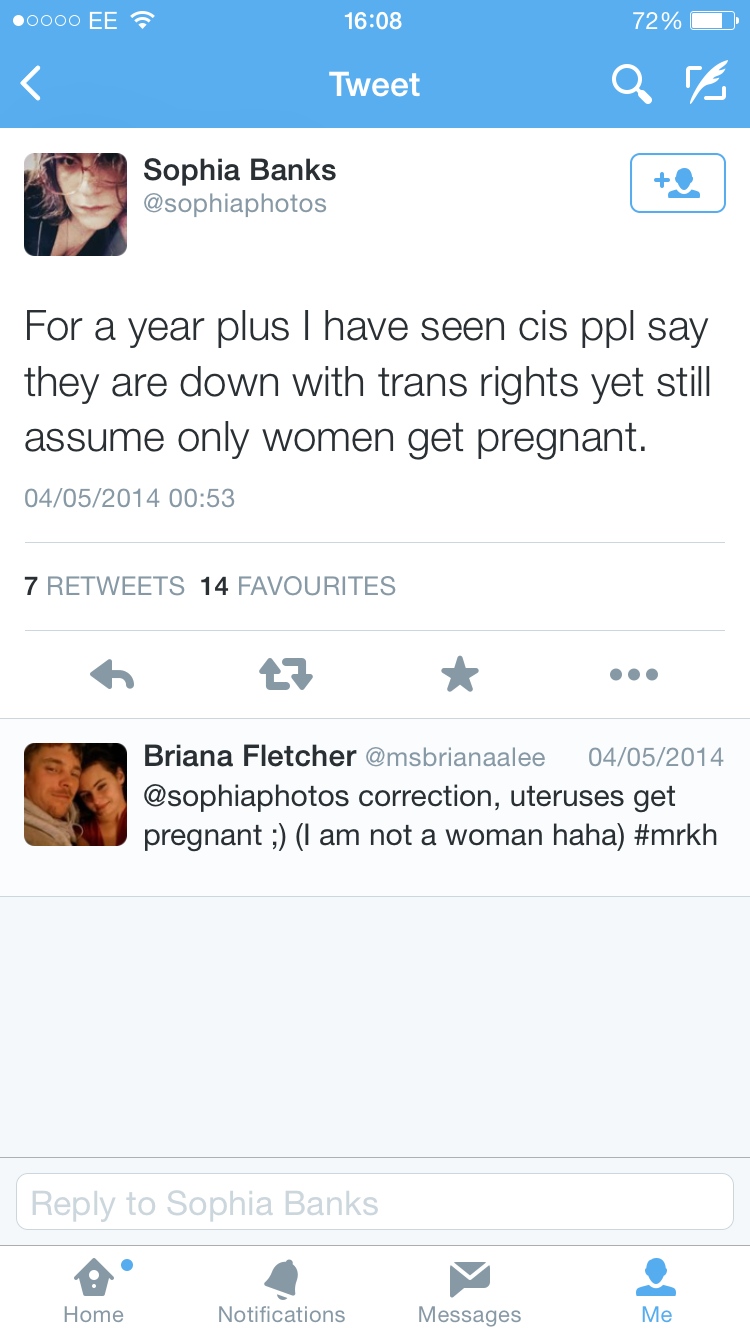 EE 16:08 72%
Tweet
Sophia Banks
@sophiaphotos
For a year plus I have seen cis ppl say
they are down with trans rights yet still
assume only women get pregnant.
04/05/2014 00:53
7 RETWEETS 14 FAVOURITES
Briana Fletcher @msbrianaalee 04/05/2014
@sophiaphotos correction, uteruses get
pregnant ;) (I am not a woman haha) #mrkh
Reply to Sophia Banks
Home Notifications Messages Me